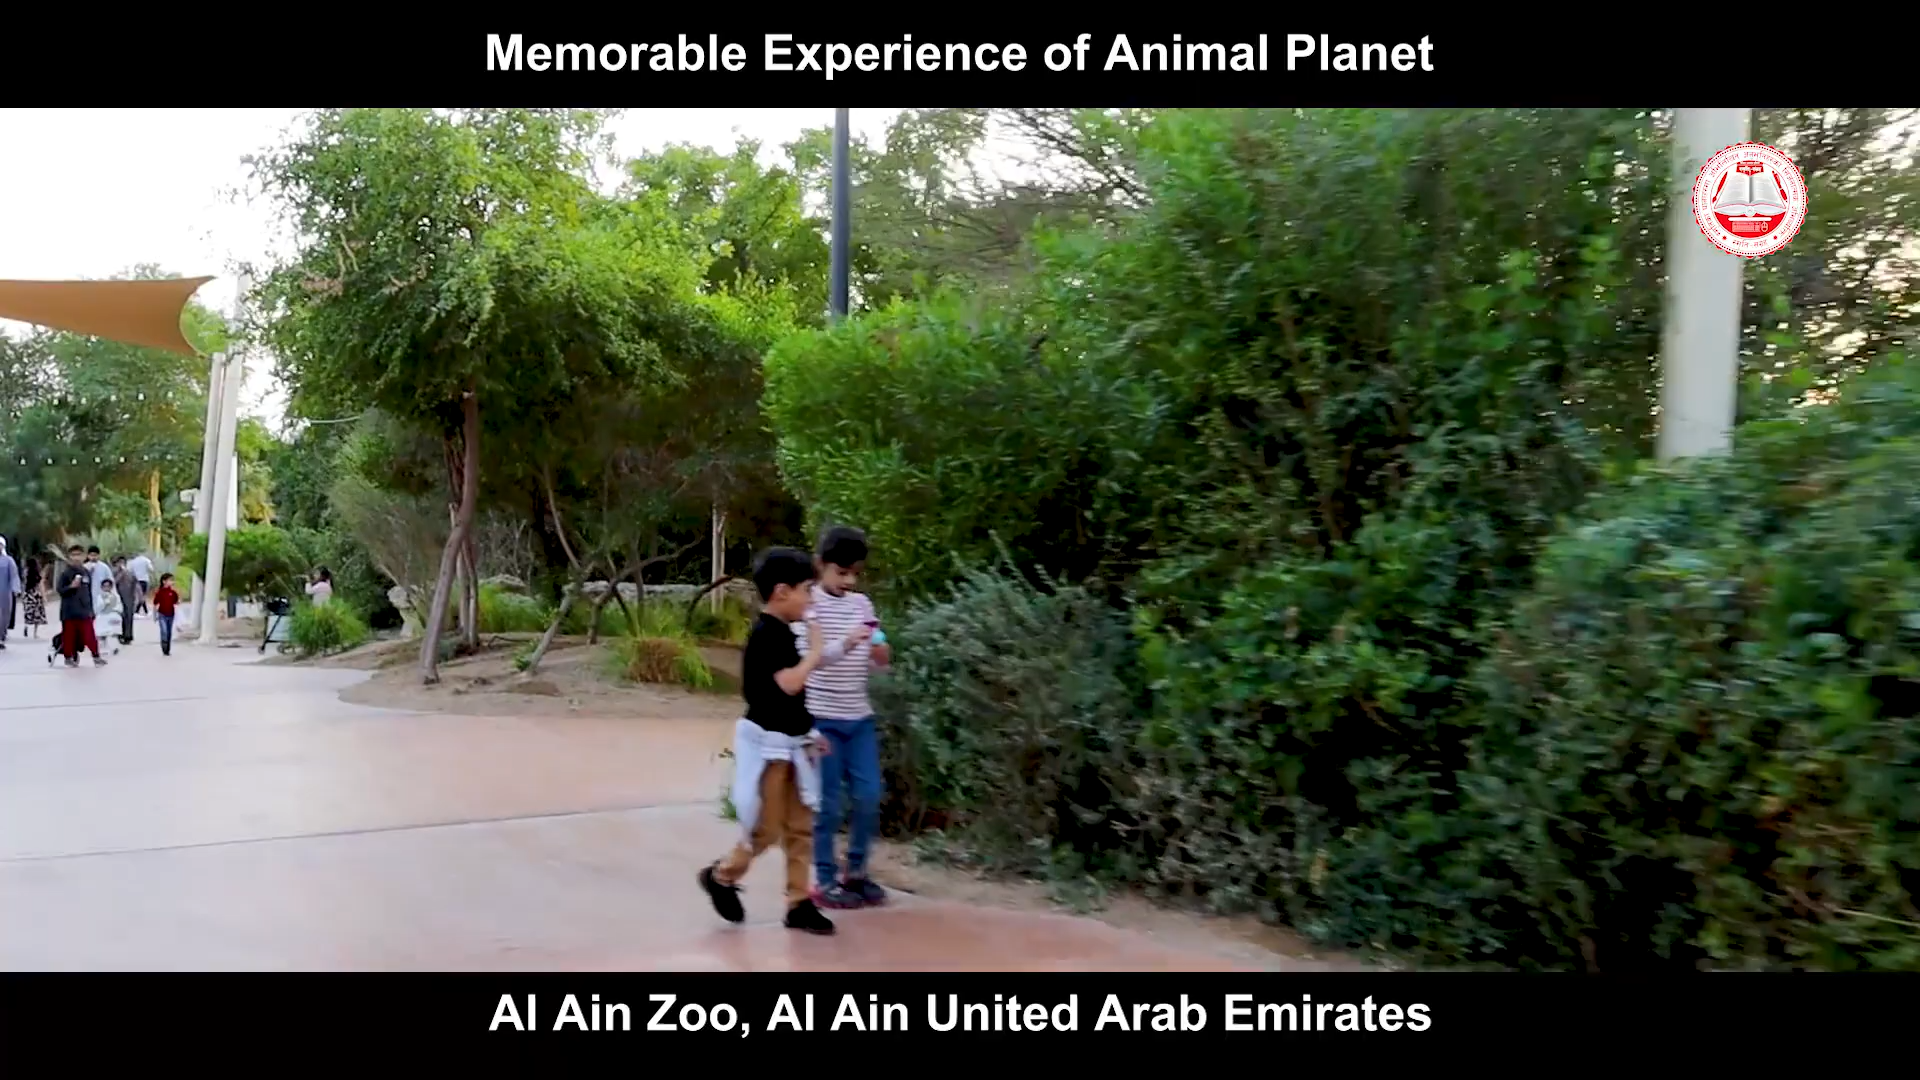 Memorable Experience of Animal Planet
Al Ain Zoo, Al Ain United Arab Emirates